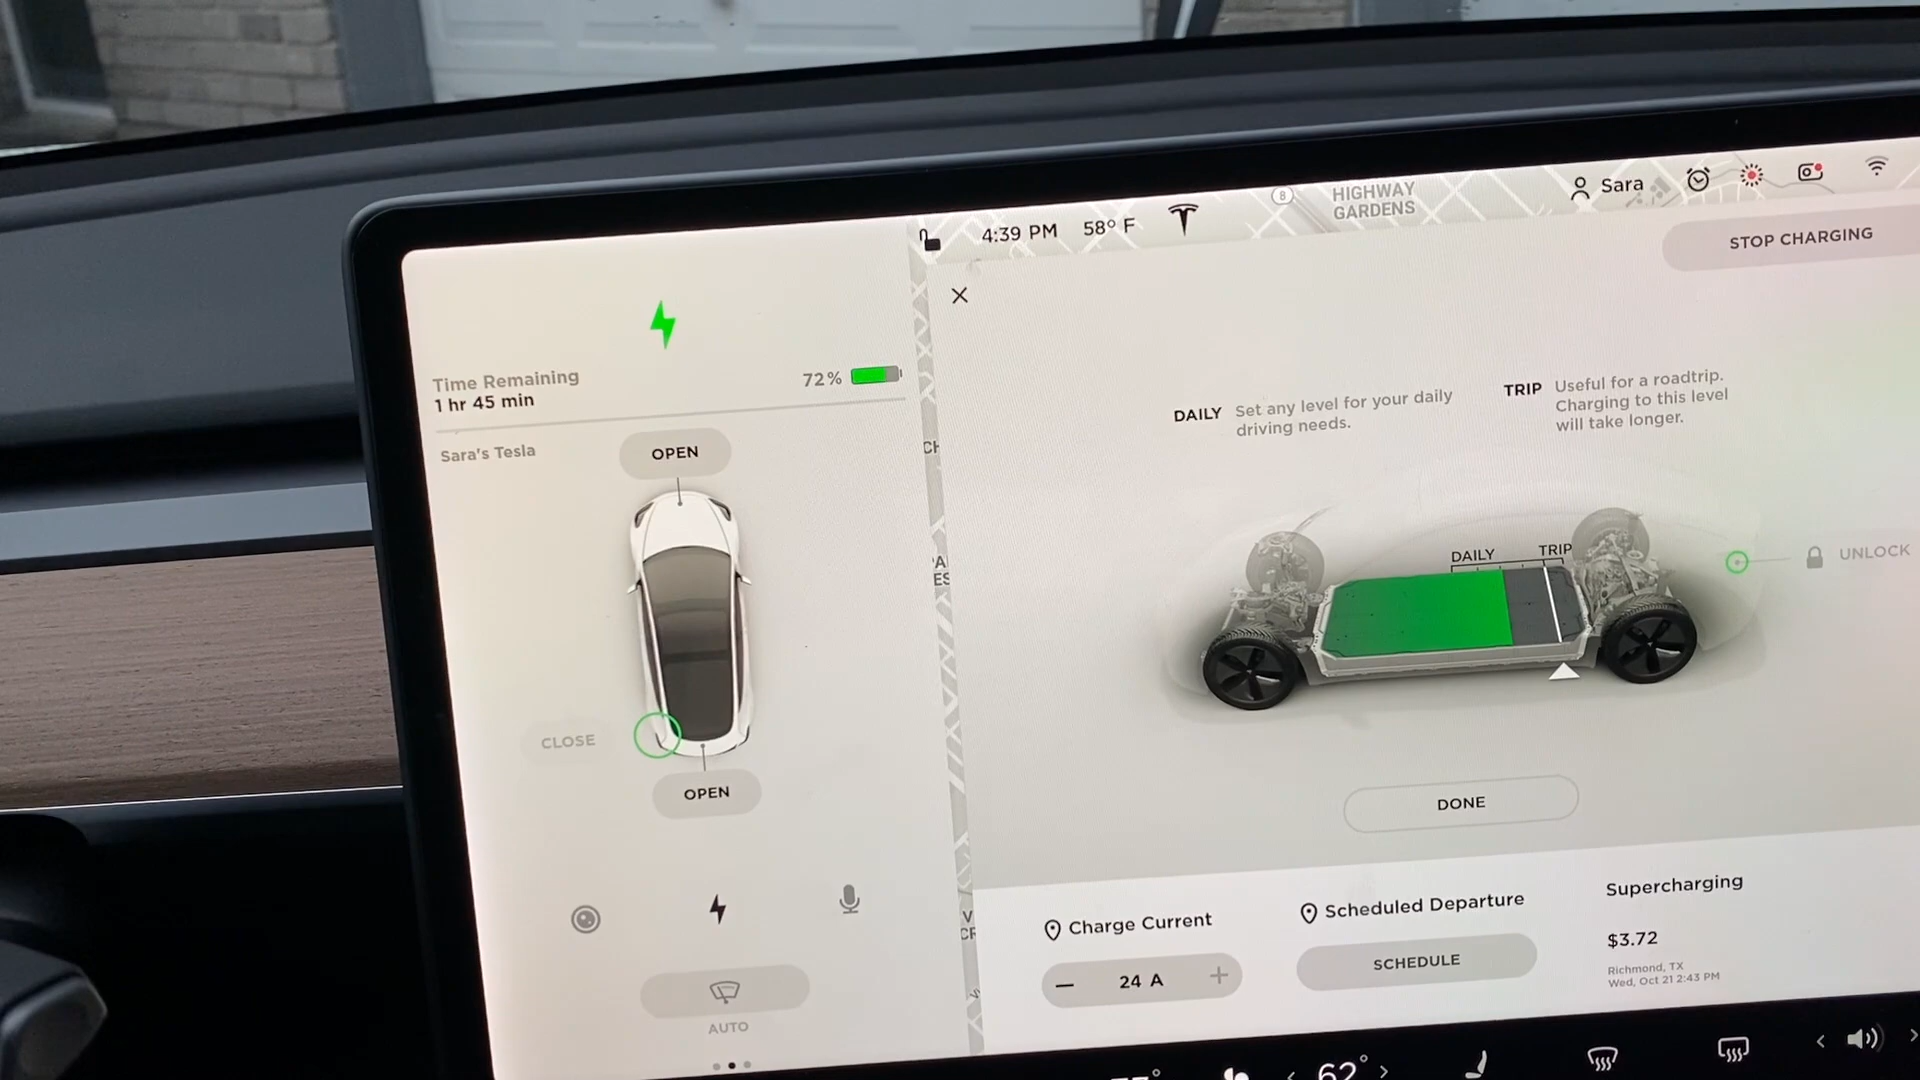 HIGHWAY
GARDENS
8
4:39 PM
58° F
Sara
STOP CHARGING
Time Remaining
1 hr 45 min
72%
Sara's Tesla
OPEN
CLOSE
OPEN
AUTO
DAILY
Set any level for your daily
driving needs.
TRIP
Useful for a roadtrip.
Charging to this level
will take longer.
DAILY
TRIP
UNLOCK
DONE
Charge Current
24 A
Scheduled Departure
SCHEDULE
Supercharging
$3.72
Richmond, TX
Wed, Oct 21 2:43 PM
62°